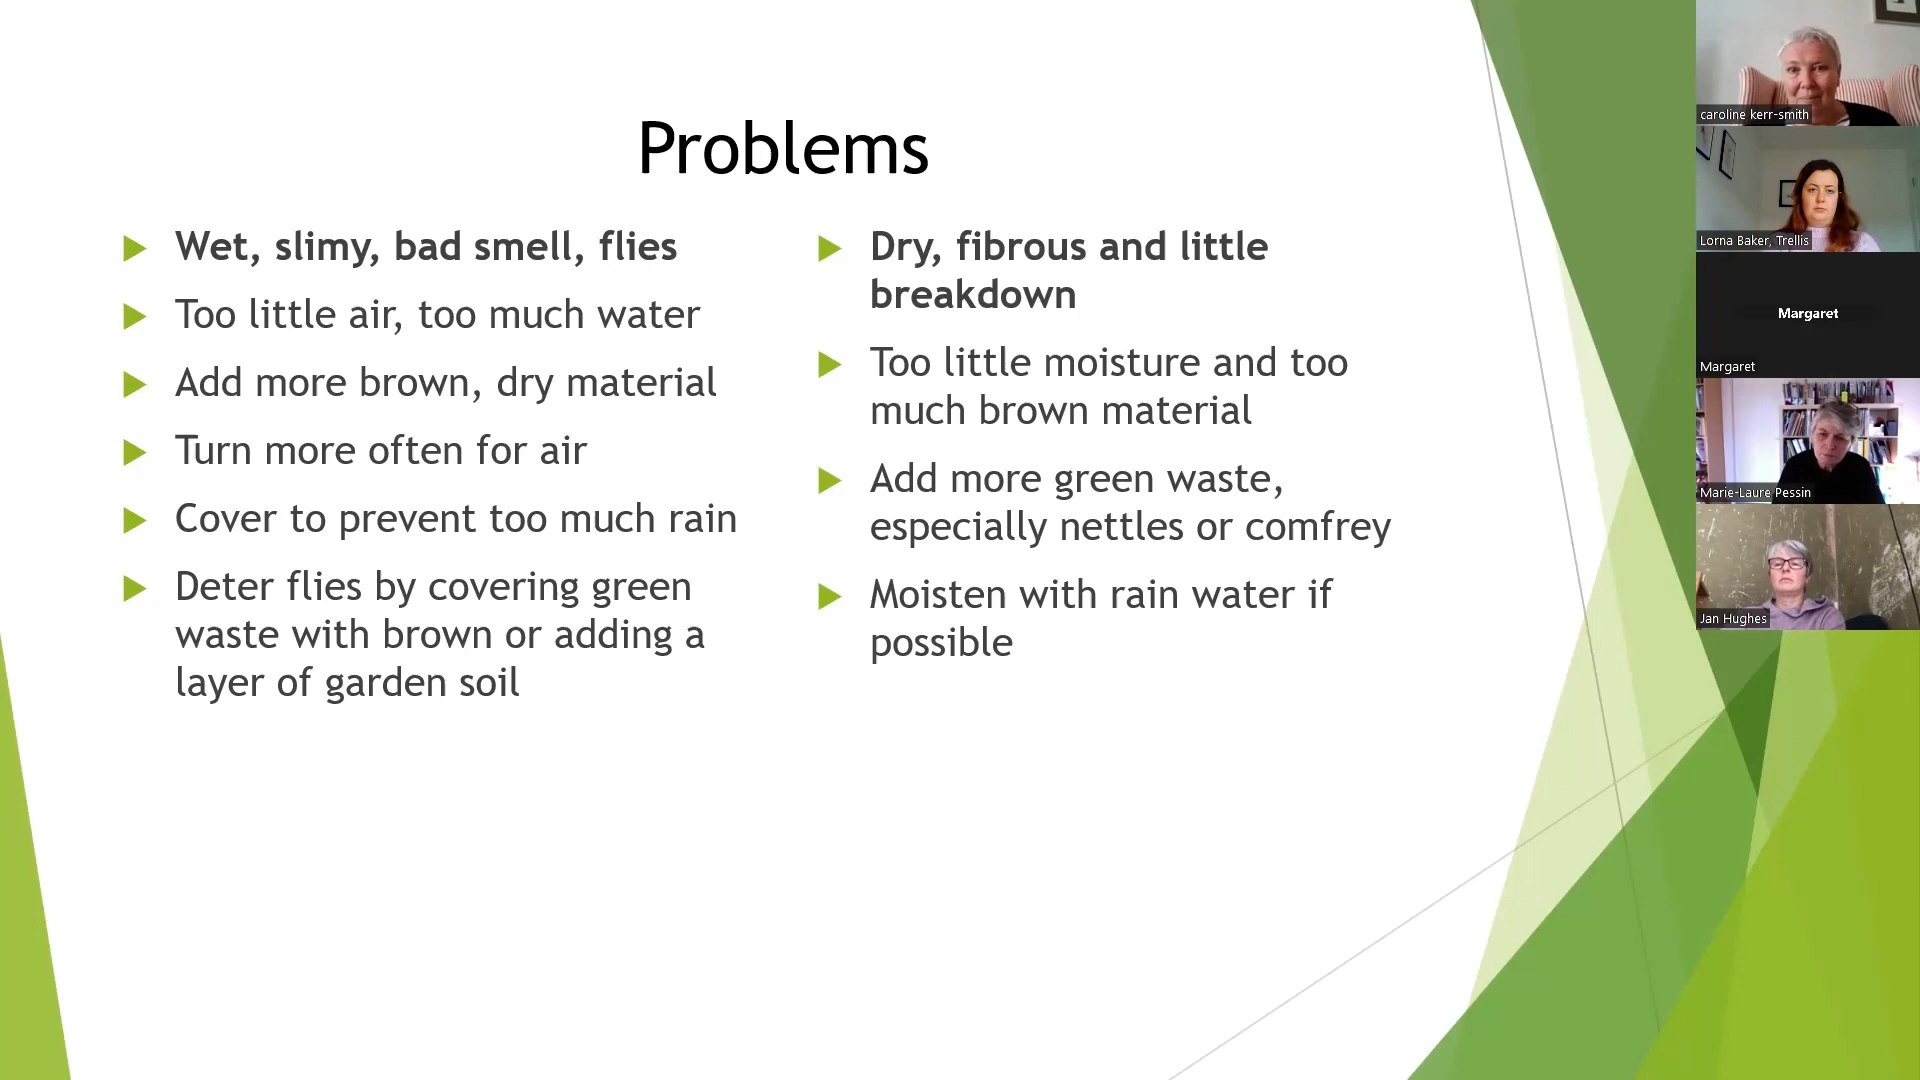 Problems
Wet, slimy, bad smell, flies
Too little air, too much water
Add more brown, dry material
Turn more often for air
Cover to prevent too much rain
Deter flies by covering green
waste with brown or adding a
layer of garden soil
Dry, fibrous and little
breakdown
Too little moisture and too
much brown material
Add more green waste,
especially nettles or comfrey
Moisten with rain water if
possible
caroline kerr-smith
Lorna Baker, Trellis
Margaret
Margaret
Marie-Laure Pessin
Jan Hughes